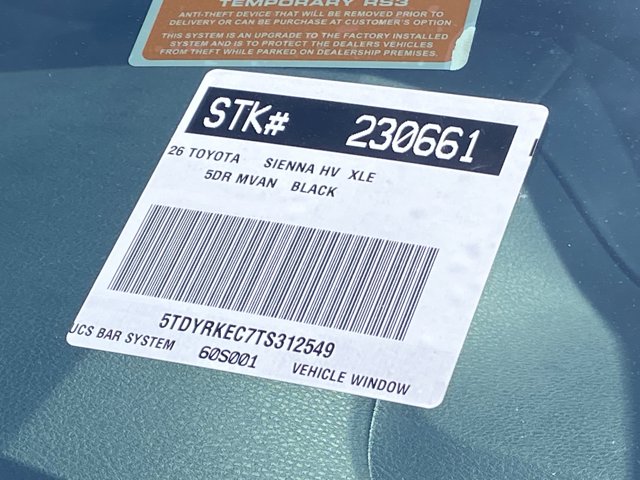 TEMPORARY RS3
ANTI-THEFT DEVICE THAT WILL BE REMOVED PRIOR TO
DELIVERY OR CAN BE PURCHASE AT CUSTOMER'S OPTION
THIS SYSTEM IS AN UPGRADE TO THE FACTORY INSTALLED
SYSTEM AND IS TO PROTECT THE DEALERS VEHICLES
FROM THEFT WHILE PARKED ON DEALERSHIP PREMISES.
STK# 230661
26 TOYOTA SIENNA HV XLE
5DR MVAN BLACK
5TDYRKEC7TS312549
UCS BAR SYSTEM 60S001 VEHICLE WINDOW